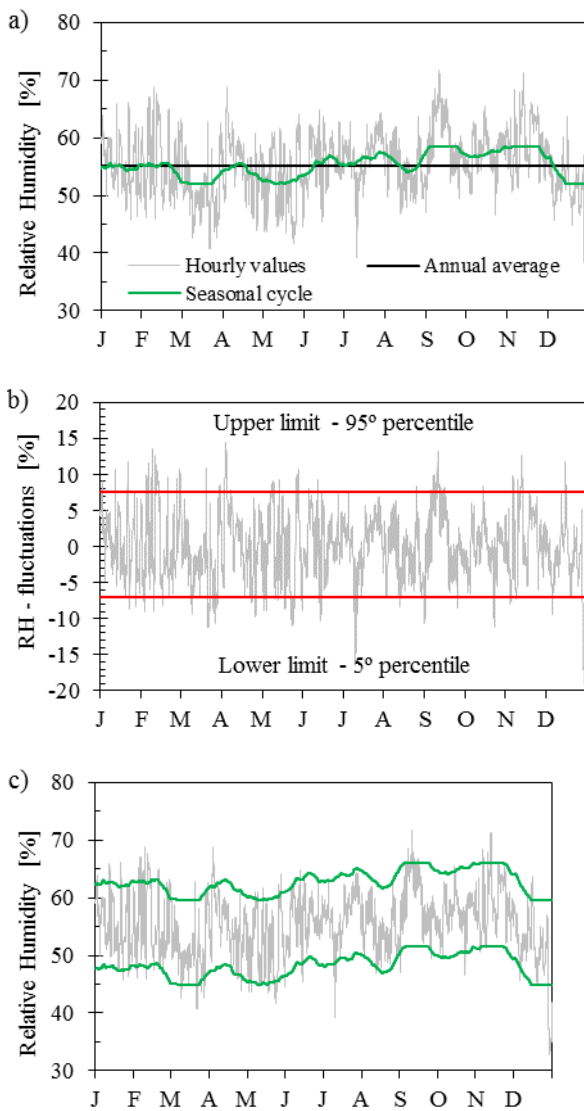 a)
Relative Humidity [%]
80
70
60
50
40
30
Hourly values
Annual average
Seasonal cycle
J F M A M J J A S O N D
b)
RH - fluctuations [%]
20
15
10
5
0
-5
-10
-15
-20
Upper limit - 95º percentile
Lower limit - 5º percentile
J F M A M J J A S O N D
c)
Relative Humidity [%]
80
70
60
50
40
30
J F M A M J J A S O N D